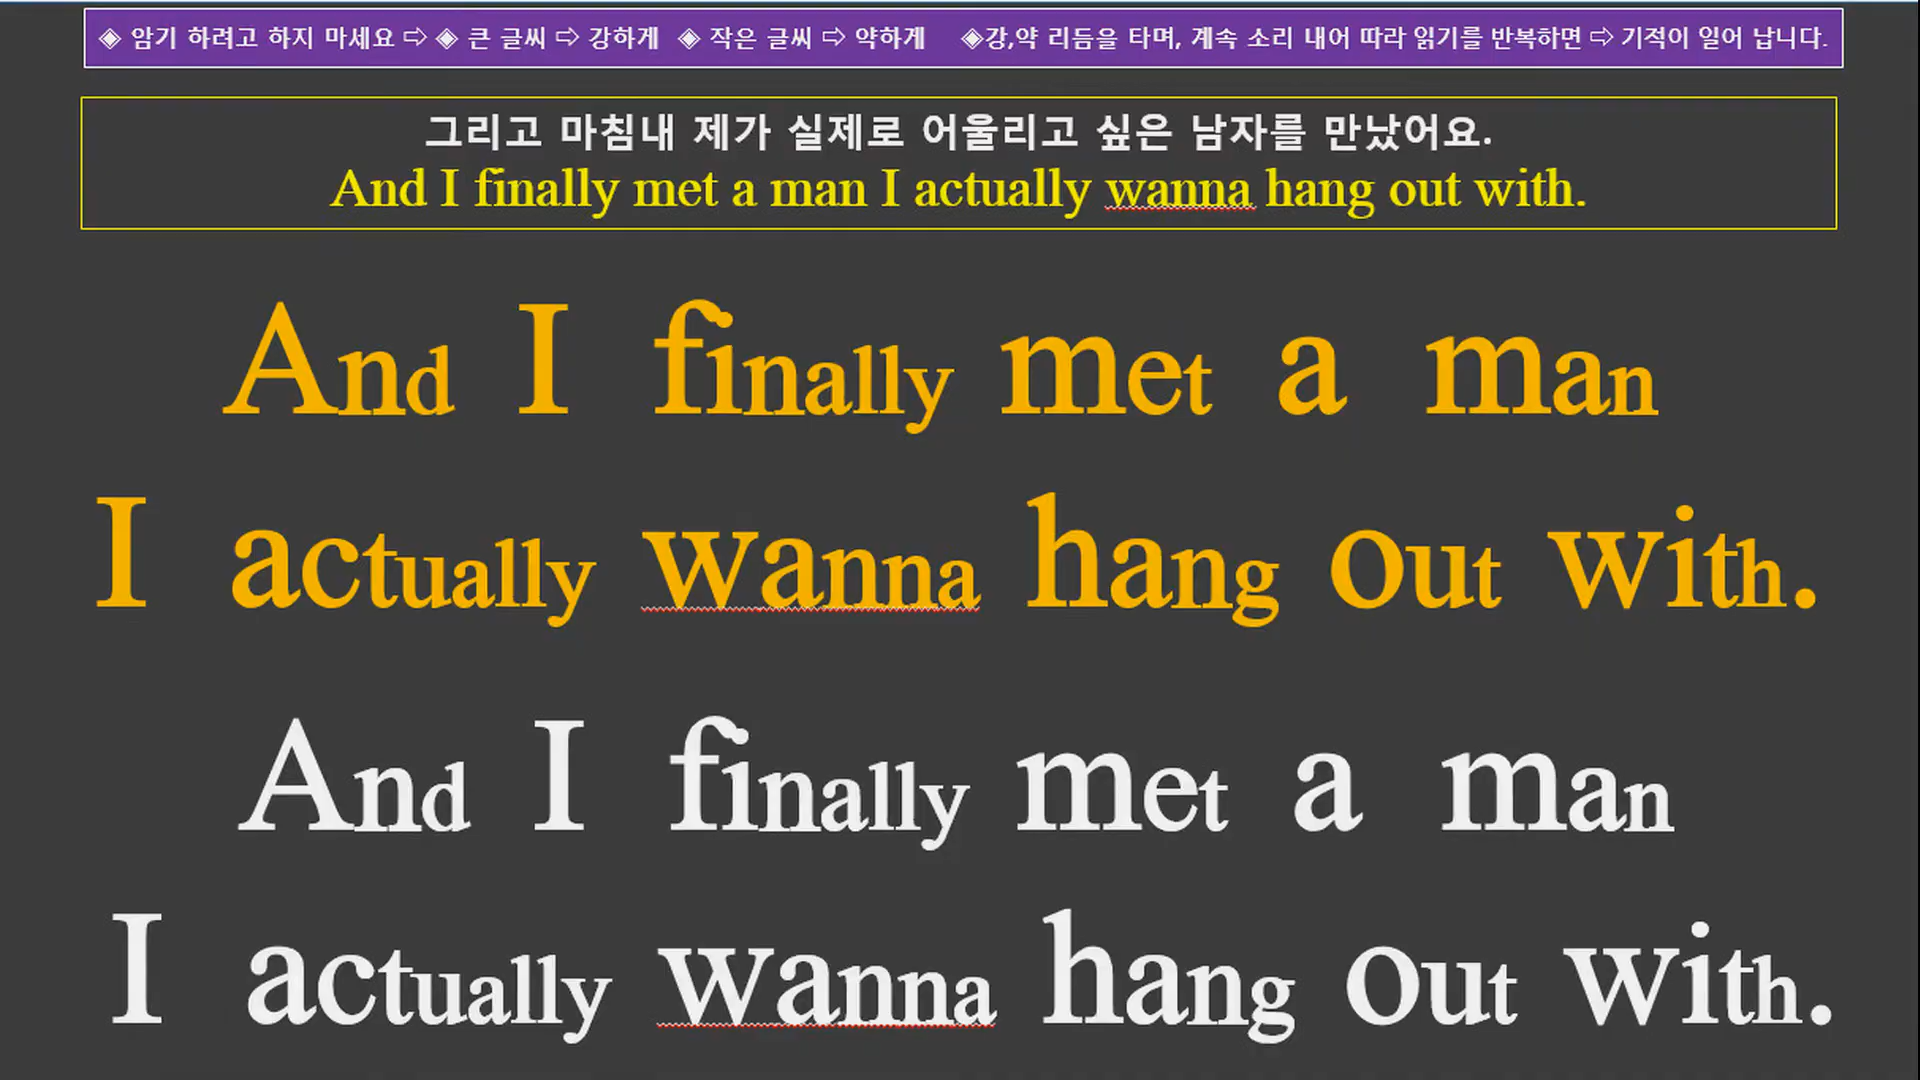 ◈ 암기 하려고 하지 마세요 ⇨ ◈ 큰 글씨 ⇨ 강하게 ◈ 작은 글씨 ⇨ 약하게 ◈강,약 리듬을 타며, 계속 소리 내어 따라 읽기를 반복하면 ⇨ 기적이 일어 납니다.
그리고 마침내 제가 실제로 어울리고 싶은 남자를 만났어요.
And I finally met a man I actually wanna hang out with.
And I finally met a man
I actually wanna hang out with.
And I finally met a man
I actually wanna hang out with.